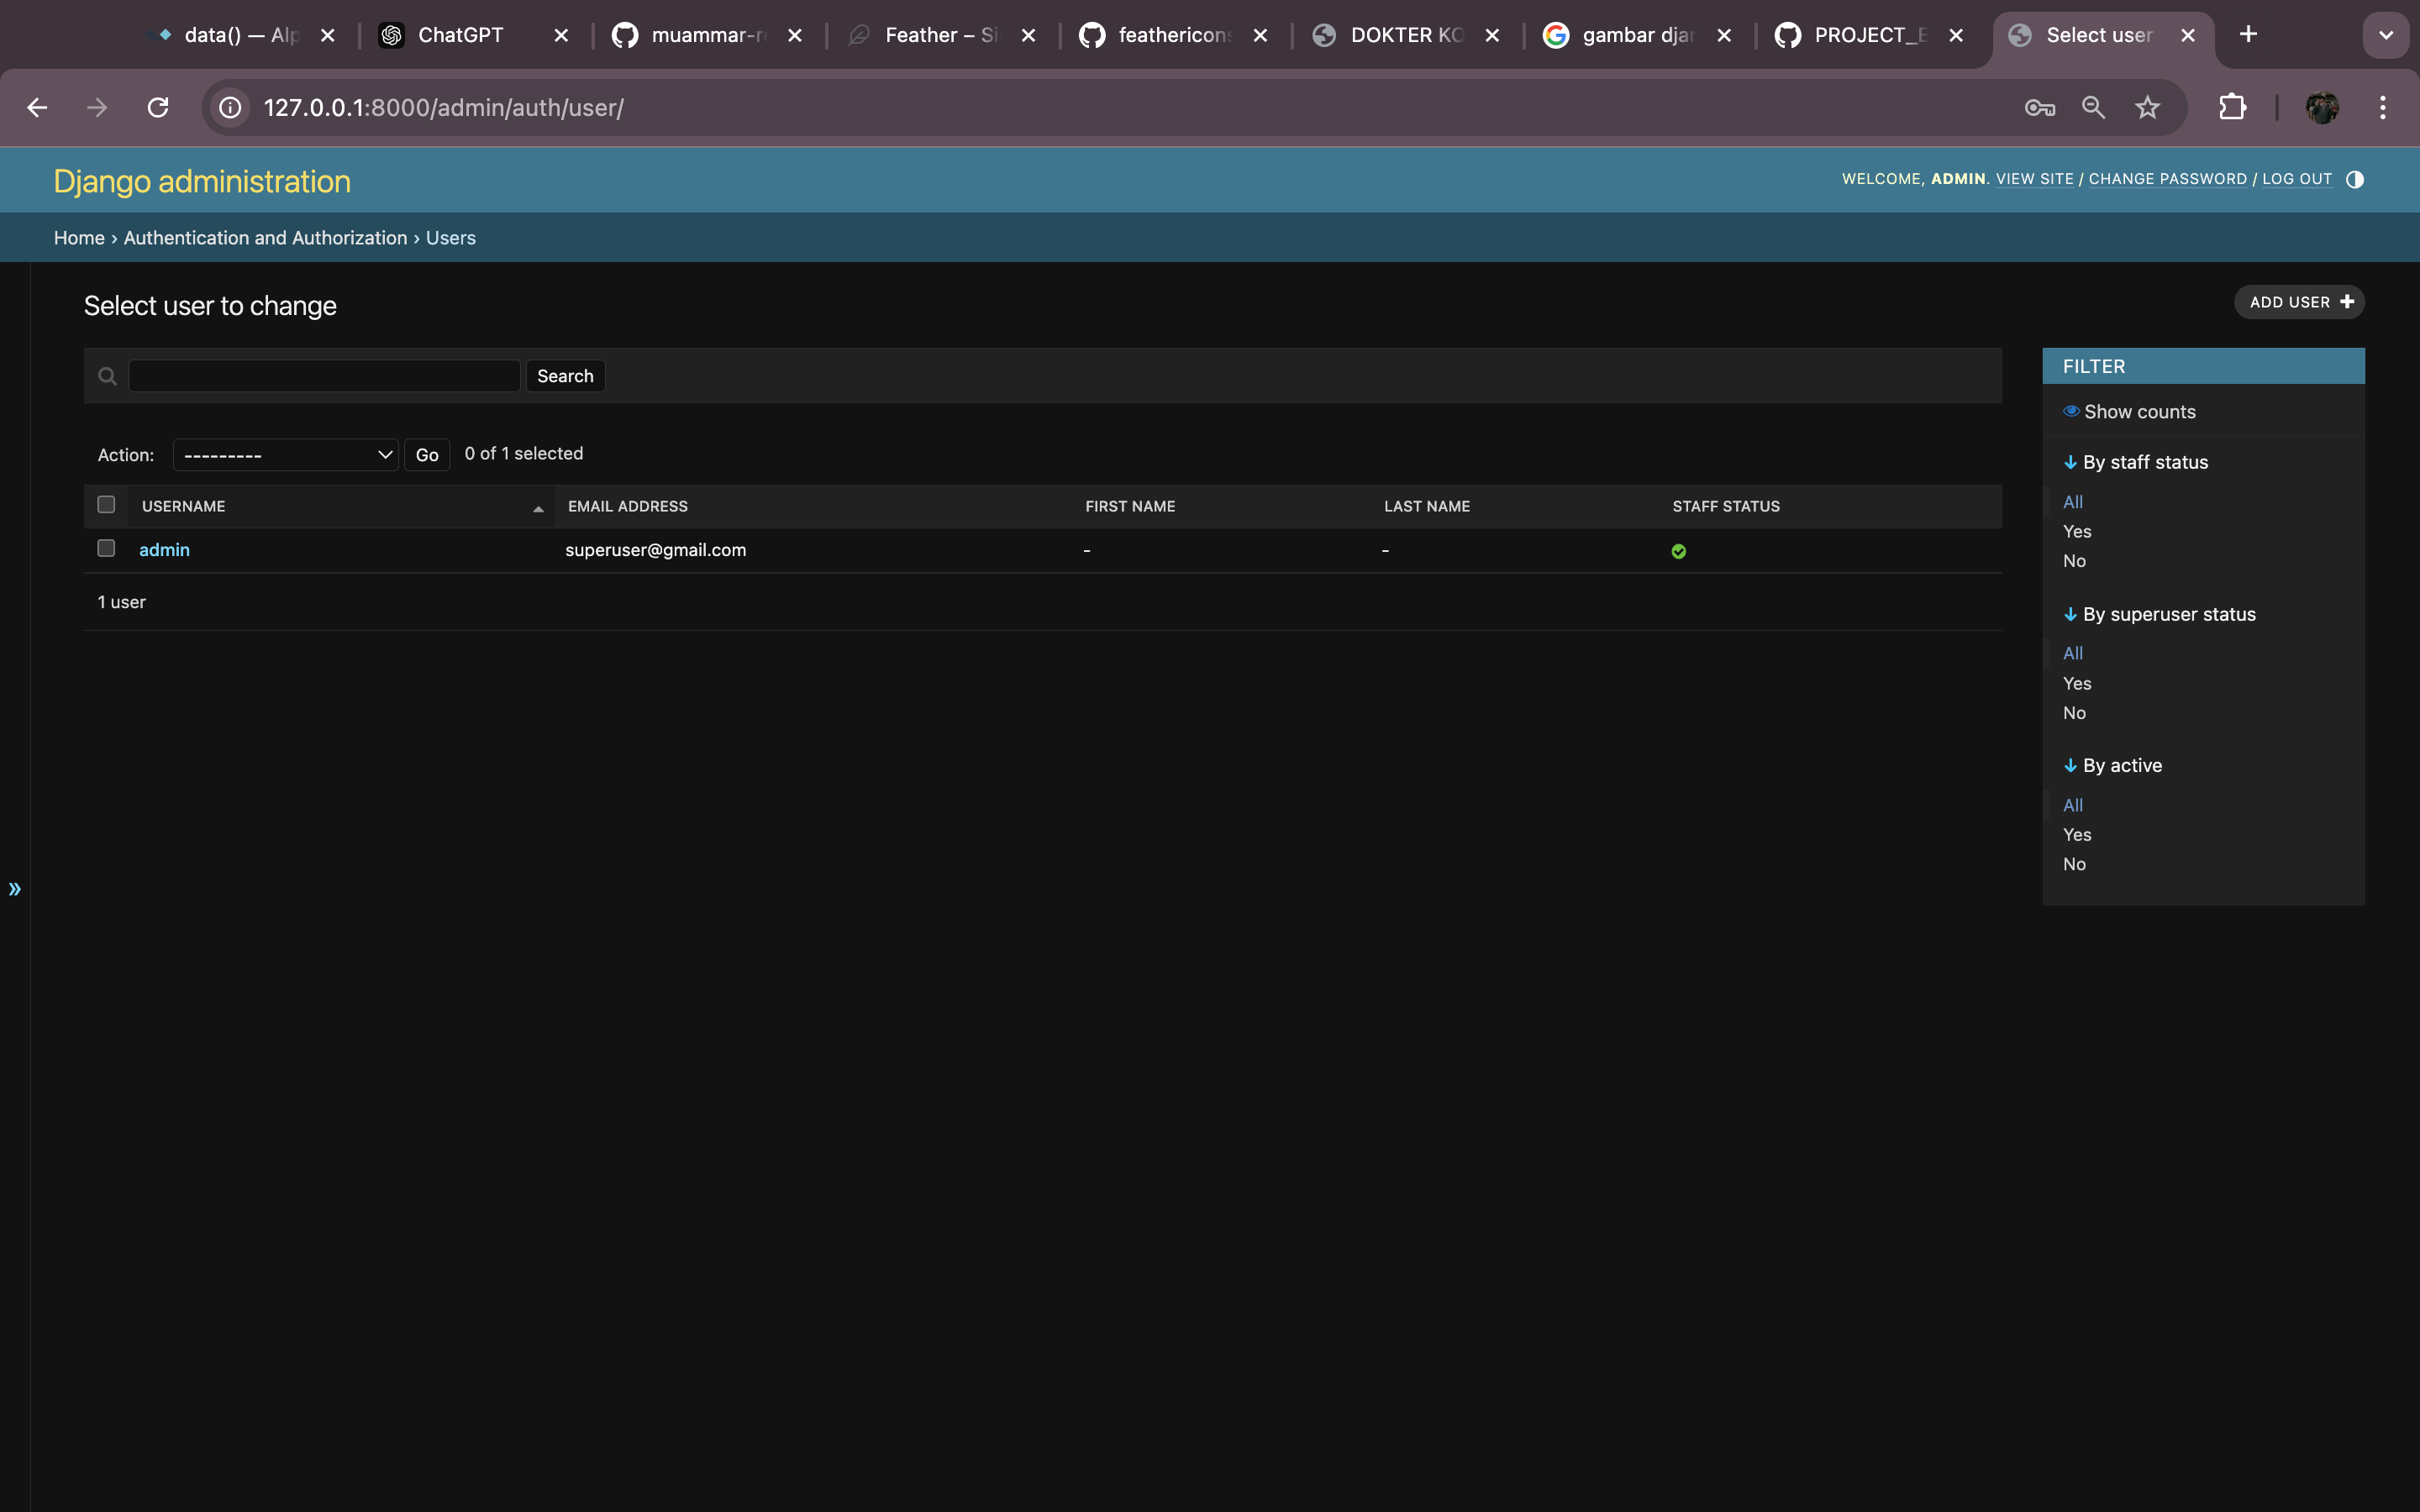 data() — Alp
ChatGPT
muammar-r
Feather – Si
feathericons
DOKTER KO
gambar djan
PROJECT_E
Select user
127.0.0.1:8000/admin/auth/user/
Django administration
WELCOME, ADMIN. VIEW SITE / CHANGE PASSWORD / LOG OUT
Home › Authentication and Authorization › Users
Select user to change
ADD USER
Search
FILTER
Show counts
Action: --------- Go 0 of 1 selected
USERNAME EMAIL ADDRESS FIRST NAME LAST NAME STAFF STATUS
admin superuser@gmail.com - -
1 user
By staff status
All
Yes
No
By superuser status
All
Yes
No
By active
All
Yes
No